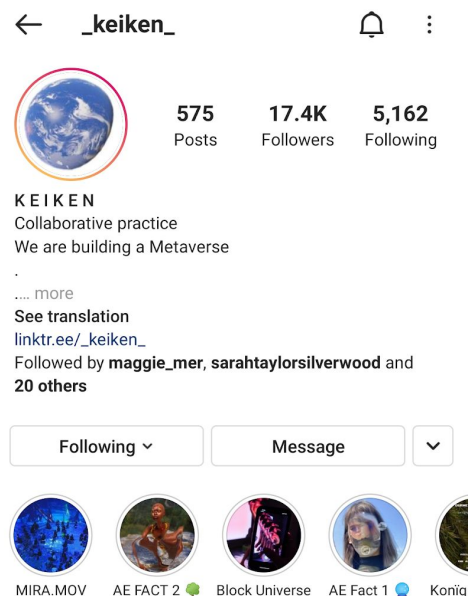 _keiken_
575 17.4K 5,162
Posts Followers Following
K E I K E N
Collaborative practice
We are building a Metaverse
.
.... more
See translation
linktr.ee/_keiken_
Followed by maggie_mer, sarahtaylorsilverwood and
20 others
Following Message
MIRA.MOV AE FACT 2 🥦 Block Universe AE Fact 1 Konig